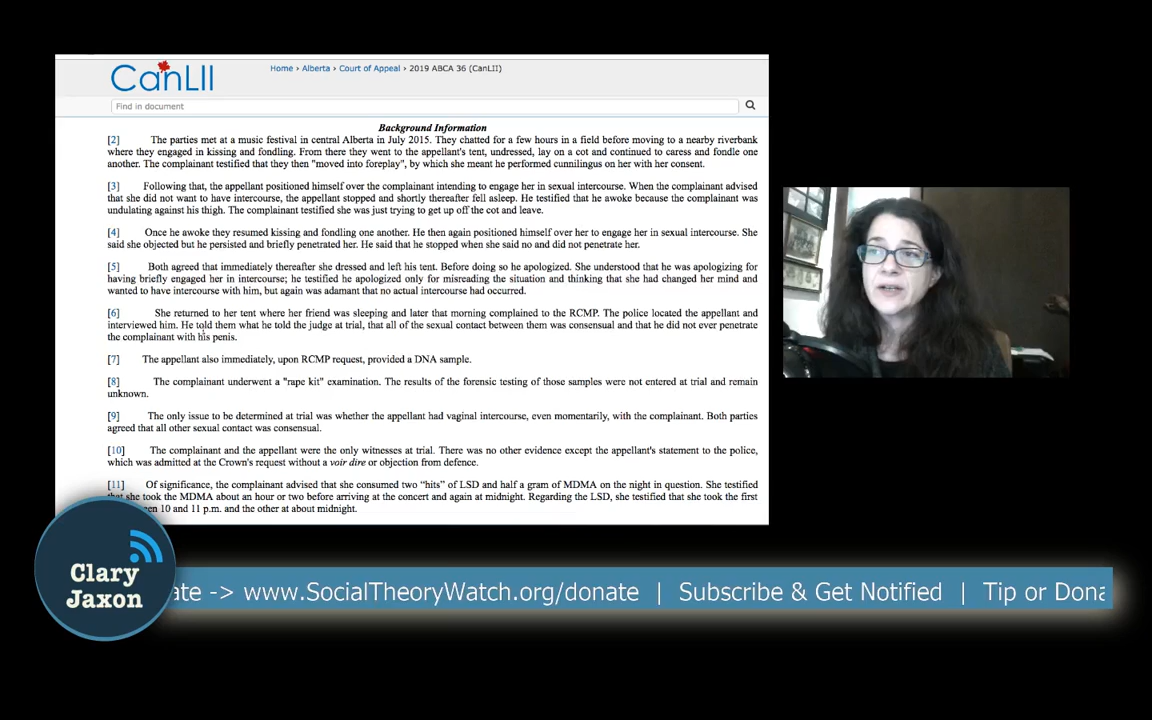 CanLII
Home › Alberta › Court of Appeal › 2019 ABCA 36 (CanLII)
Find in document
Background Information
[2] The parties met at a music festival in central Alberta in July 2015. They chatted for a few hours in a field before moving to a nearby riverbank
where they engaged in kissing and fondling. From there they went to the appellant's tent, undressed, lay on a cot and continued to caress and fondle one
another. The complainant testified that they then "moved into foreplay", by which she meant he performed cunnilingus on her with her consent.
[3] Following that, the appellant positioned himself over the complainant intending to engage her in sexual intercourse. When the complainant advised
that she did not want to have intercourse, the appellant stopped and shortly thereafter fell asleep. He testified that he awoke because the complainant was
undulating against his thigh. The complainant testified she was just trying to get up off the cot and leave.
[4] Once he awoke they resumed kissing and fondling one another. He then again positioned himself over her to engage her in sexual intercourse. She
said she objected but he persisted and briefly penetrated her. He said that he stopped when she said no and did not penetrate her.
[5] Both agreed that immediately thereafter she dressed and left his tent. Before doing so he apologized. She understood that he was apologizing for
having briefly engaged her in intercourse; he testified he apologized only for misreading the situation and thinking that she had changed her mind and
wanted to have intercourse with him, but again was adamant that no actual intercourse had occurred.
[6] She returned to her tent where her friend was sleeping and later that morning complained to the RCMP. The police located the appellant and
interviewed him. He told them what he told the judge at trial, that all of the sexual contact between them was consensual and that he did not ever penetrate
the complainant with his penis.
[7] The appellant also immediately, upon RCMP request, provided a DNA sample.
[8] The complainant underwent a "rape kit" examination. The results of the forensic testing of those samples were not entered at trial and remain
unknown.
[9] The only issue to be determined at trial was whether the appellant had vaginal intercourse, even momentarily, with the complainant. Both parties
agreed that all other sexual contact was consensual.
[10] The complainant and the appellant were the only witnesses at trial. There was no other evidence except the appellant's statement to the police,
which was admitted at the Crown's request without a voir dire or objection from defence.
[11] Of significance, the complainant advised that she consumed two “hits” of LSD and half a gram of MDMA on the night in question. She testified
that she took the MDMA about an hour or two before arriving at the concert and again at midnight. Regarding the LSD, she testified that she took the first
10 and 11 p.m. and the other at about midnight.
Clary
Jaxon
ate -> www.SocialTheoryWatch.org/donate | Subscribe & Get Notified | Tip or Dona